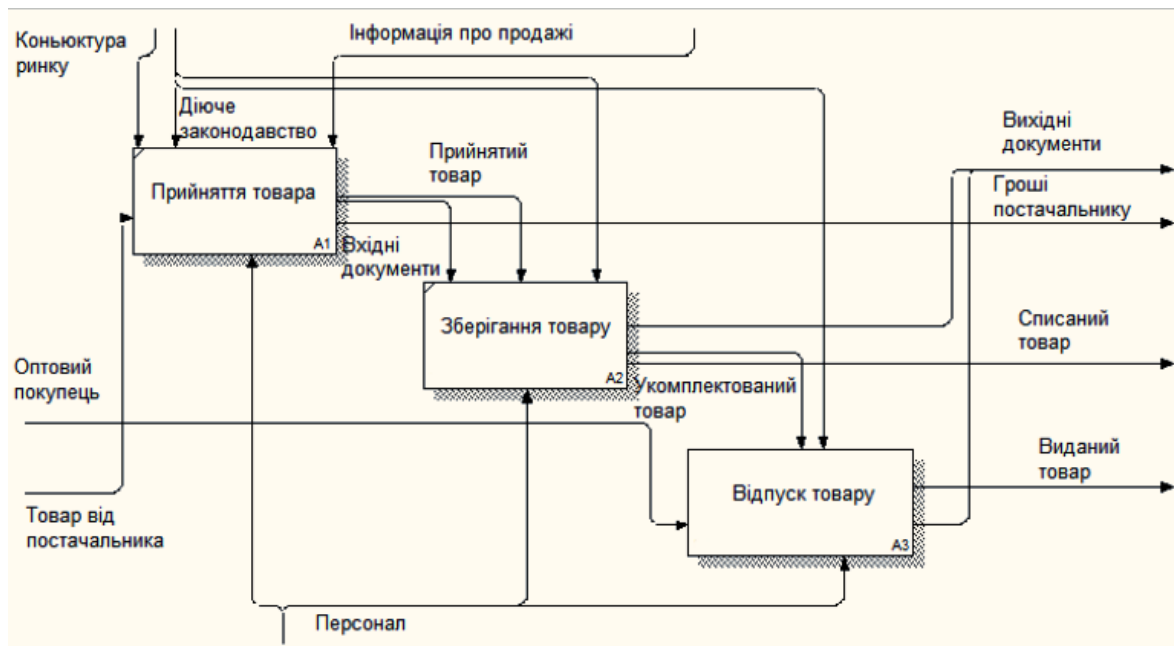 Коньюктура
ринку
Інформація про продажі
Діюче
законодавство
Прийняття товара
A1
Прийнятий
товар
Вхідні
документи
Вихідні
документи
Гроші
постачальнику
Зберігання товару
A2
Списаний
товар
Укомплектований
товар
Оптовий
покупець
Відпуск товару
A3
Виданий
товар
Товар від
постачальника
Персонал